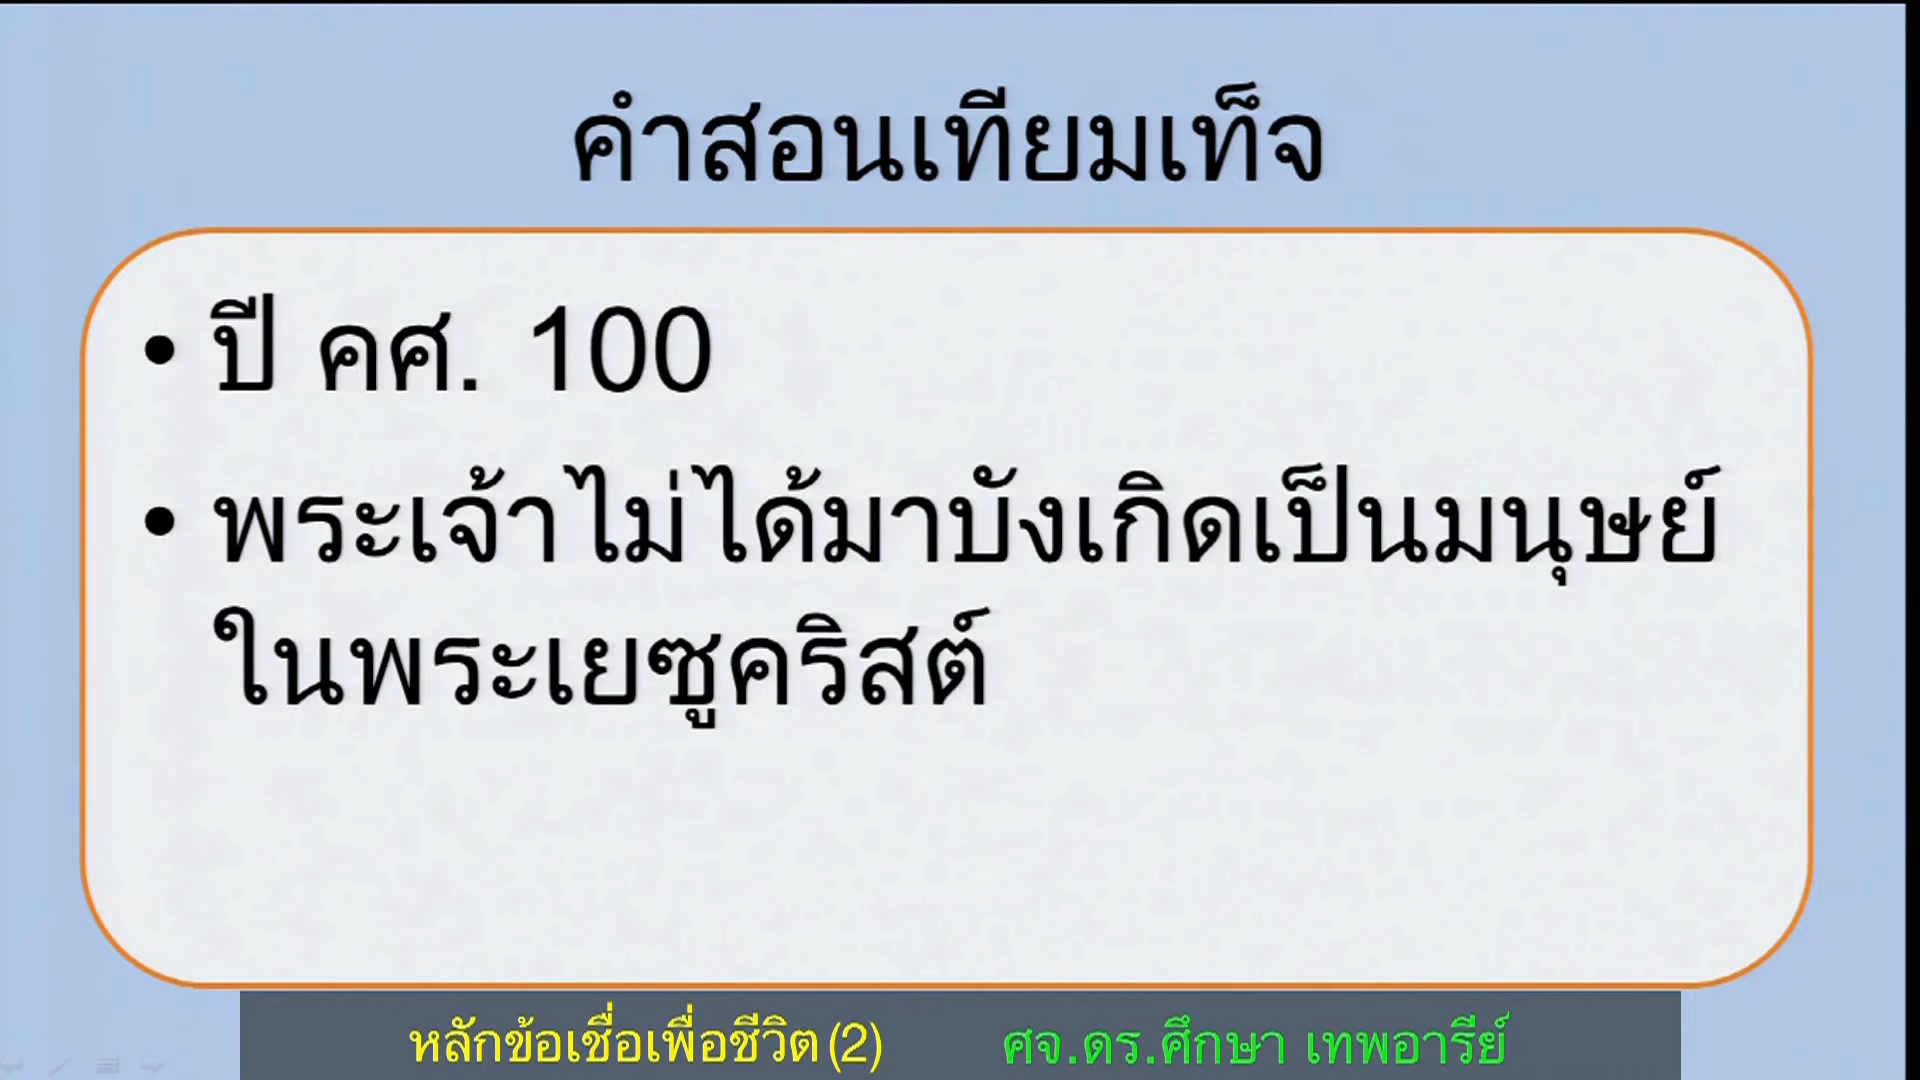 คำสอนเทียมเท็จ
• ปี คศ. 100
• พระเจ้าไม่ได้มาบังเกิดเป็นมนุษย์
ในพระเยซูคริสต์
หลักข้อเชื่อเพื่อชีวิต (2) ศจ.ดร.ศึกษา เทพอารีย์